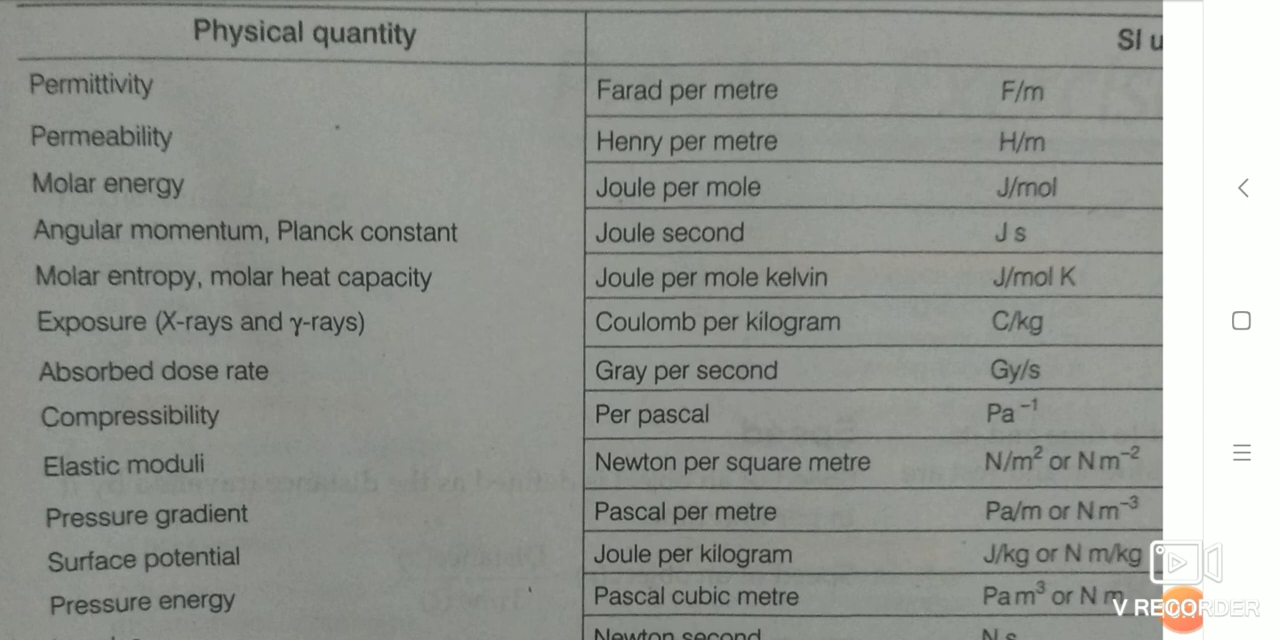 Physical quantity SI u
Permittivity Farad per metre F/m
Permeability Henry per metre H/m
Molar energy Joule per mole J/mol
Angular momentum, Planck constant Joule second J s
Molar entropy, molar heat capacity Joule per mole kelvin J/mol K
Exposure (X-rays and γ-rays) Coulomb per kilogram C/kg
Absorbed dose rate Gray per second Gy/s
Compressibility Per pascal Pa⁻¹
Elastic moduli Newton per square metre N/m² or N m⁻²
Pressure gradient Pascal per metre Pa/m or N m⁻³
Surface potential Joule per kilogram J/kg or N m/kg
Pressure energy Pascal cubic metre Pa m³ or N m
Newton second N s
V RECORDER